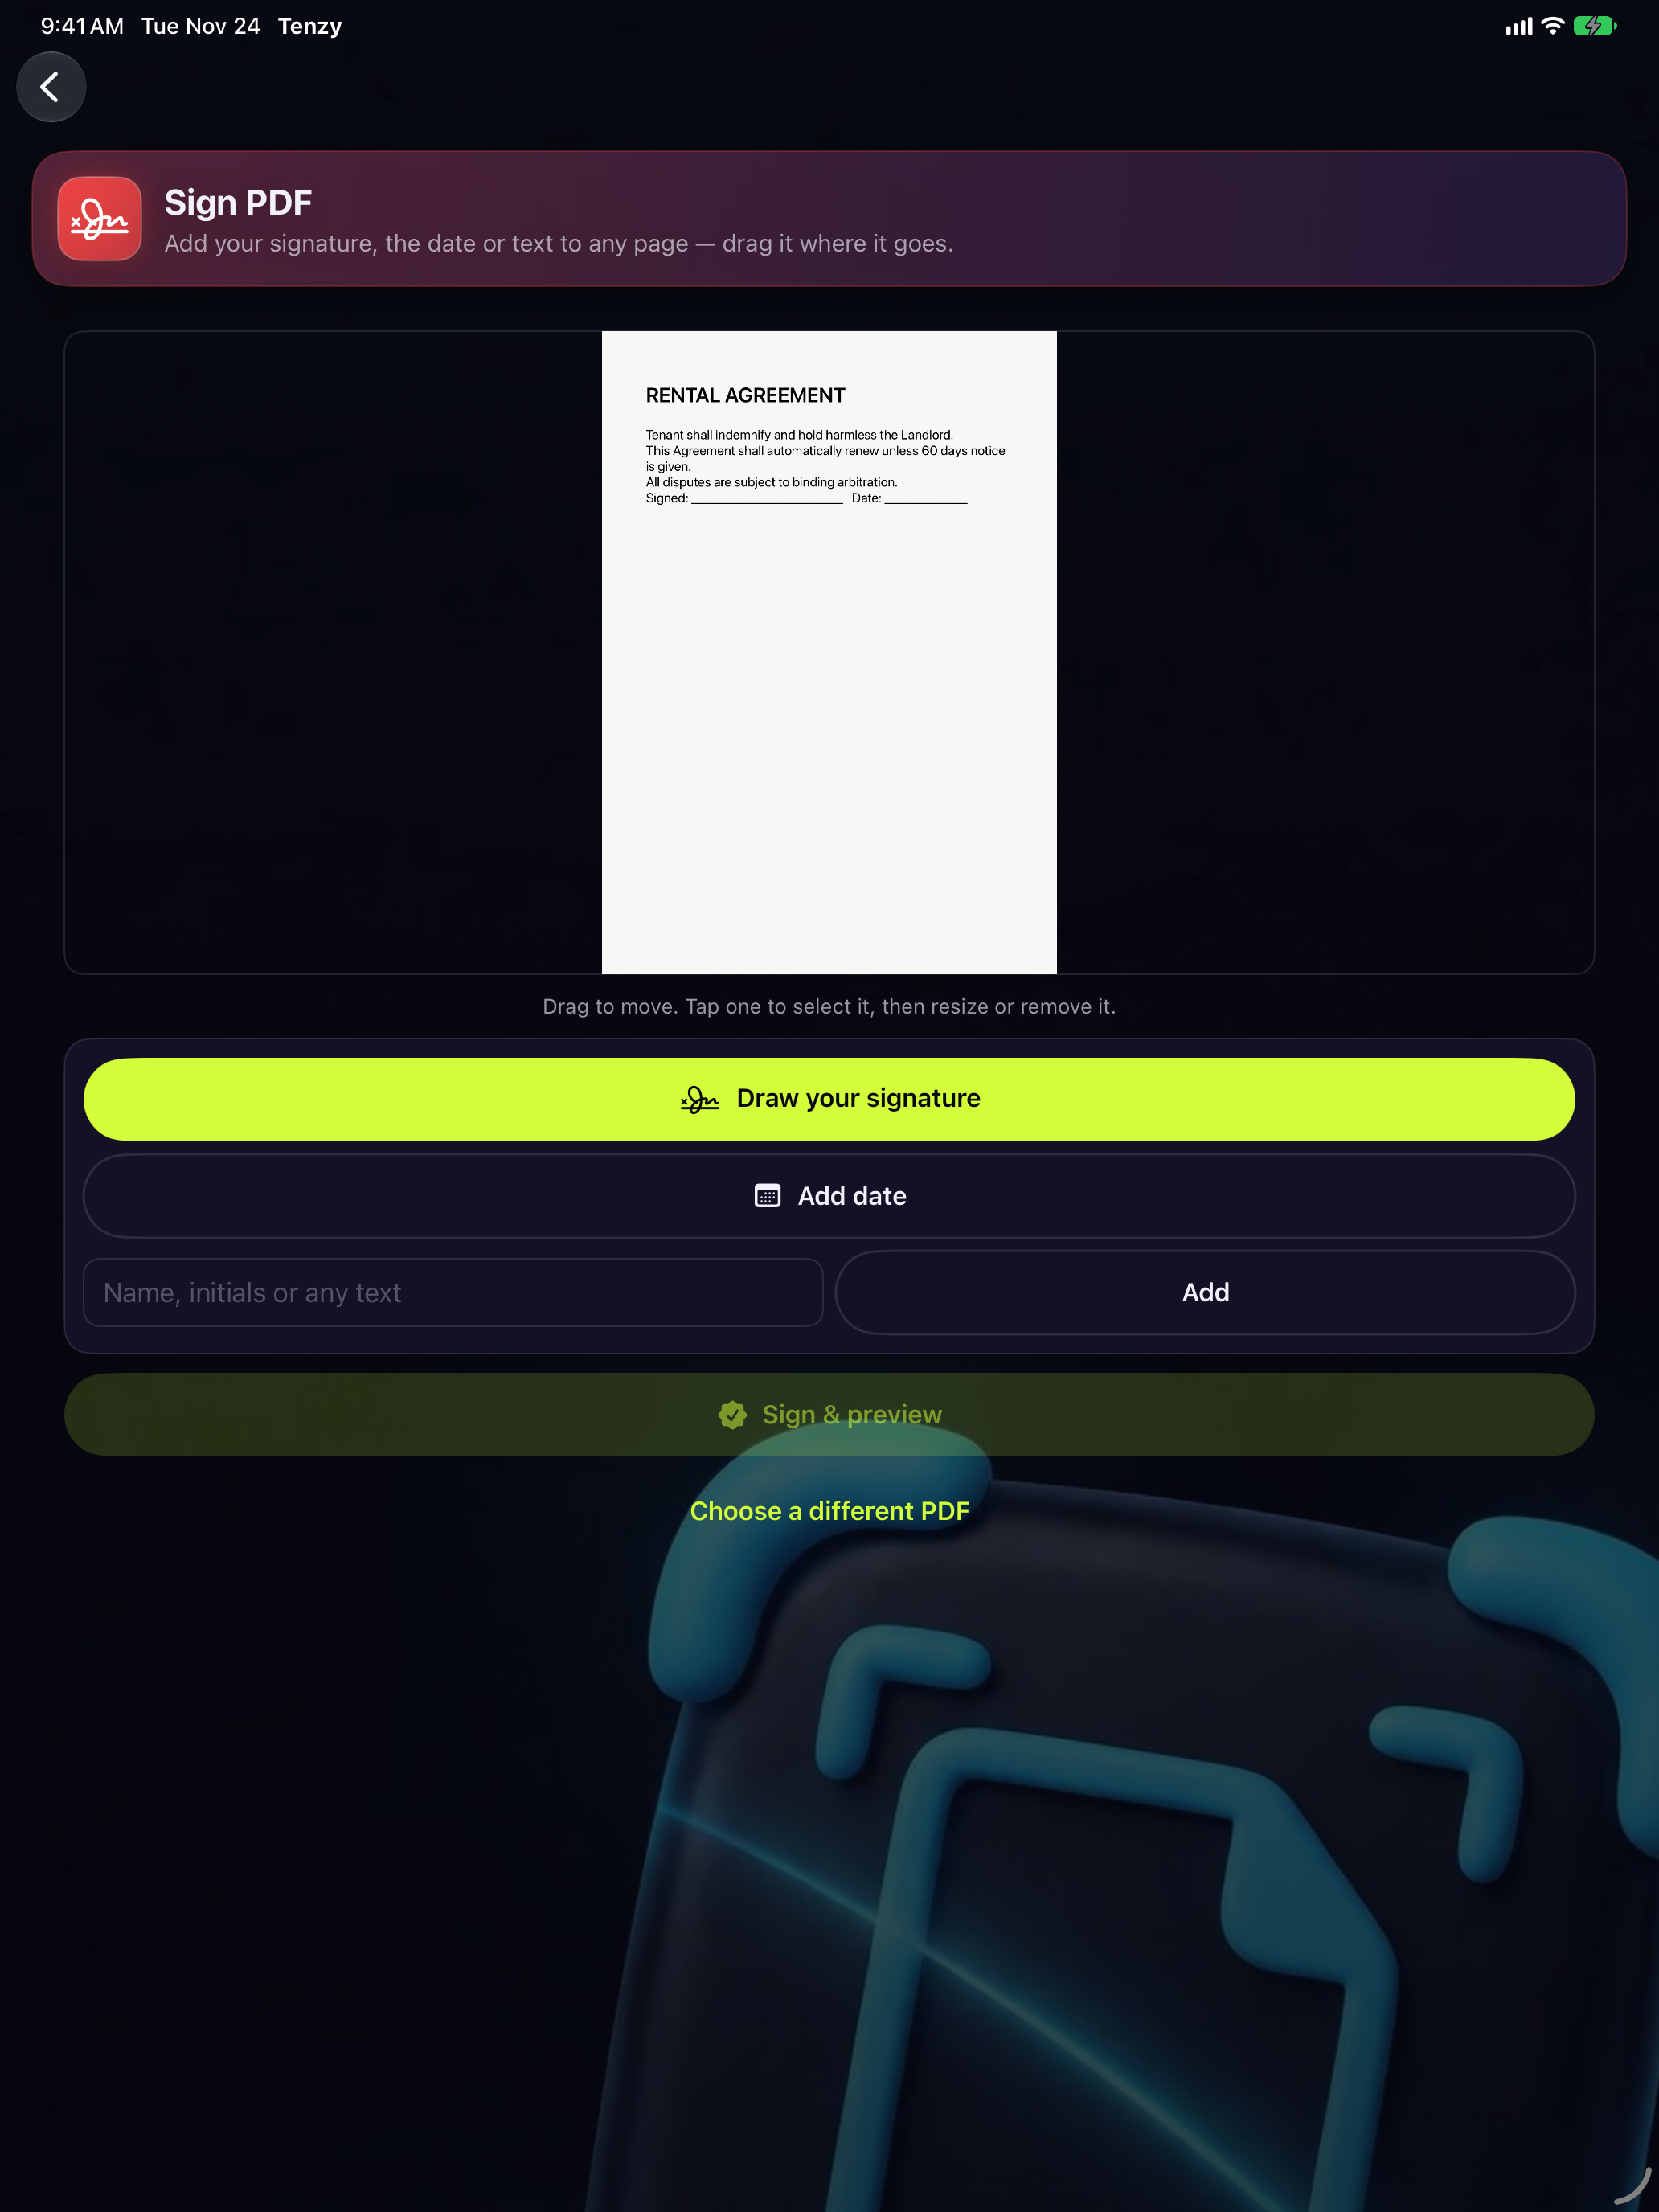 9:41 AM Tue Nov 24 Tenzy
Sign PDF
Add your signature, the date or text to any page — drag it where it goes.
RENTAL AGREEMENT
Tenant shall indemnify and hold harmless the Landlord.
This Agreement shall automatically renew unless 60 days notice
is given.
All disputes are subject to binding arbitration.
Signed: ______________________ Date: ____________
Drag to move. Tap one to select it, then resize or remove it.
Draw your signature
Add date
Name, initials or any text
Add
Sign & preview
Choose a different PDF